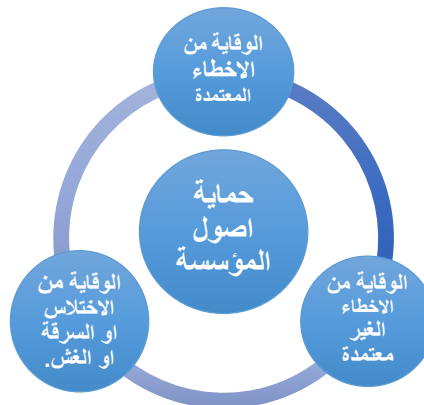 الوقاية من
الاخطاء
المعتمدة
حماية
اصول
المؤسسة
الوقاية من
الاخطاء
الغير
معتمدة
الوقاية من
الاختلاس
او السرقة
او الغش.